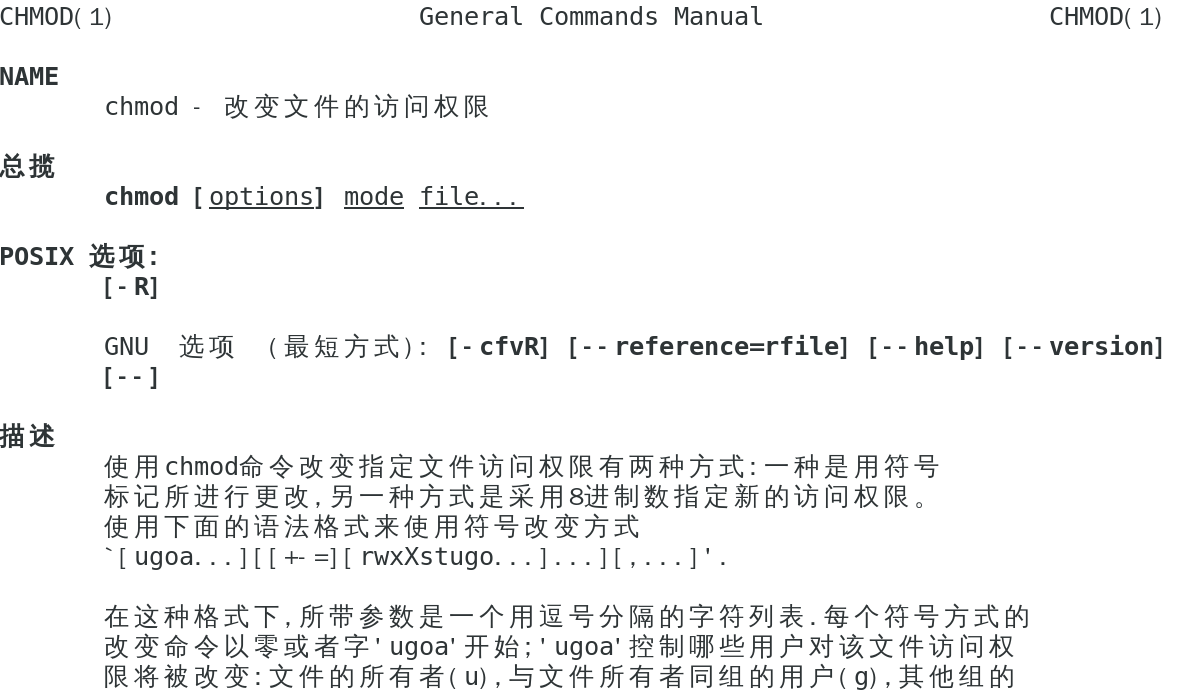 CHMOD(1) General Commands Manual CHMOD(1)
NAME
chmod - 改变文件的访问权限
总揽
chmod [options] mode file...
POSIX 选项:
[-R]
GNU 选项 （最短方式): [-cfvR] [--reference=rfile] [--help] [--version]
[--]
描述
使用chmod命令改变指定文件访问权限有两种方式:一种是用符号
标记所进行更改,另一种方式是采用8进制数指定新的访问权限。
使用下面的语法格式来使用符号改变方式
`[ugoa...][[+-=][rwxXstugo...]...][,...]'.
在这种格式下,所带参数是一个用逗号分隔的字符列表.每个符号方式的
改变命令以零或者字'ugoa'开始;'ugoa'控制哪些用户对该文件访问权
限将被改变:文件的所有者(u),与文件所有者同组的用户(g),其他组的